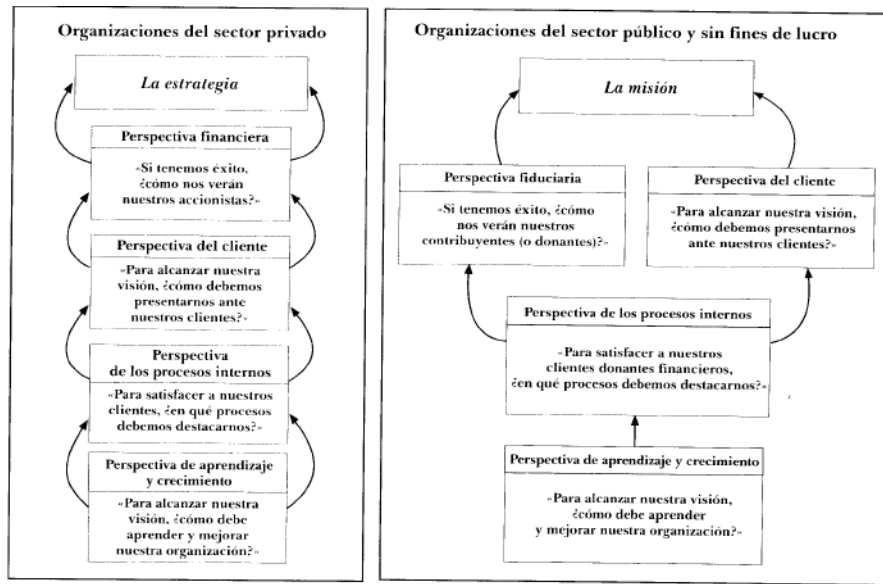 Organizaciones del sector privado
La estrategia
Perspectiva financiera
«Si tenemos éxito,
¿cómo nos verán
nuestros accionistas?»
Perspectiva del cliente
«Para alcanzar nuestra
visión, ¿cómo debemos
presentarnos ante
nuestros clientes?»
Perspectiva
de los procesos internos
«Para satisfacer a nuestros
clientes, ¿en qué procesos
debemos destacarnos?»
Perspectiva de aprendizaje
y crecimiento
«Para alcanzar nuestra
visión, ¿cómo debe
aprender y mejorar
nuestra organización?»
Organizaciones del sector público y sin fines de lucro
La misión
Perspectiva fiduciaria
«Si tenemos éxito, ¿cómo
nos verán nuestros
contribuyentes (o donantes)?»
Perspectiva del cliente
«Para alcanzar nuestra visión,
¿cómo debemos presentarnos
ante nuestros clientes?»
Perspectiva de los procesos internos
«Para satisfacer a nuestros
clientes donantes financieros,
¿en qué procesos debemos destacarnos?»
Perspectiva de aprendizaje y crecimiento
«Para alcanzar nuestra visión,
¿cómo debe aprender
y mejorar nuestra organización?»